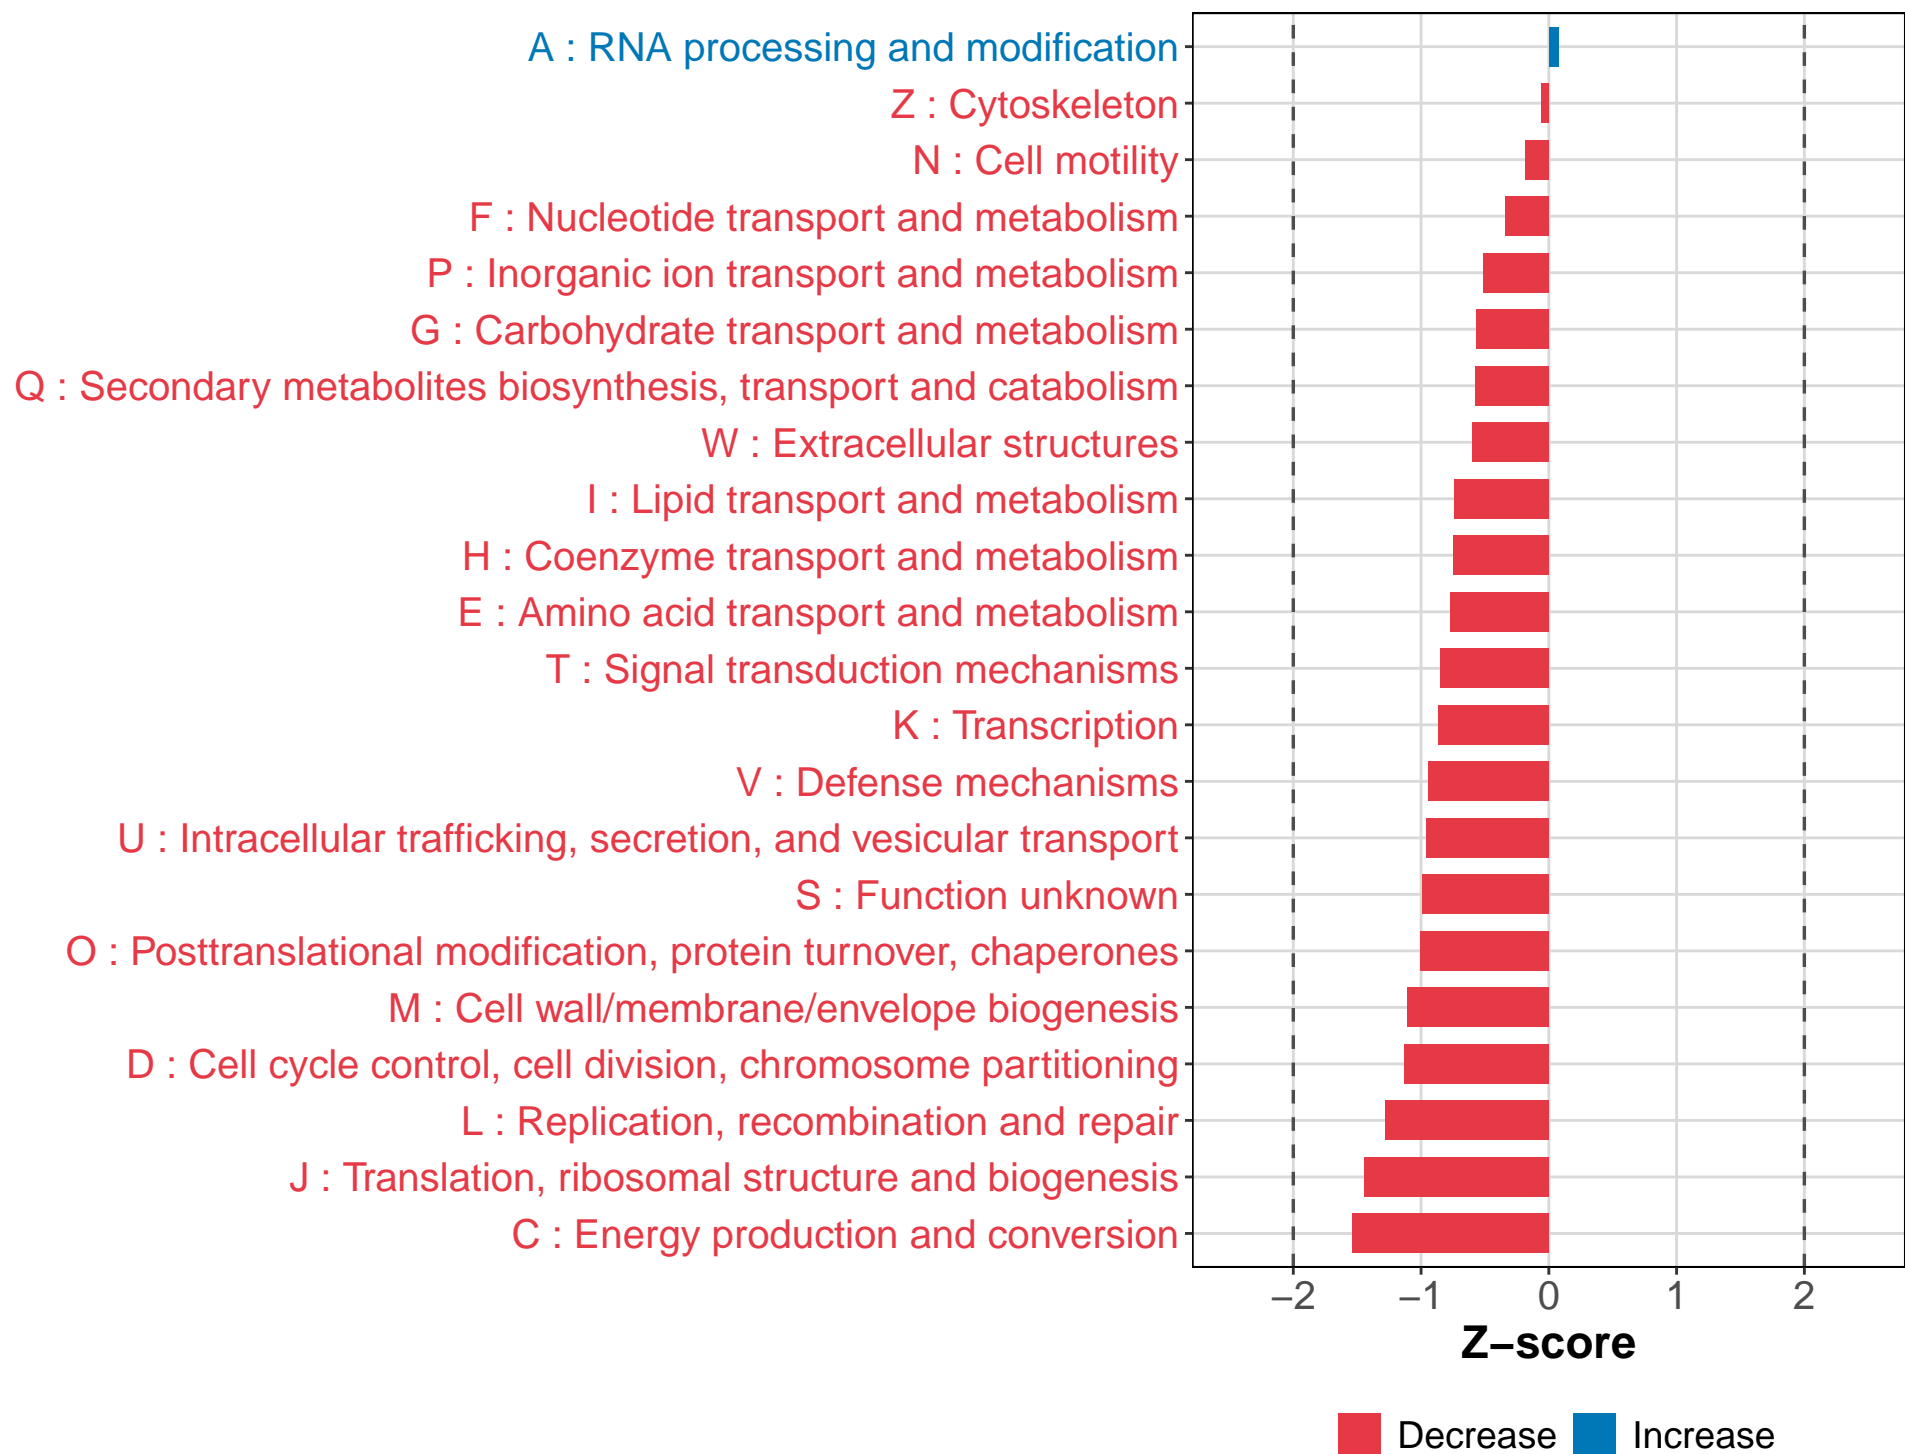 A : RNA processing and modification
Z : Cytoskeleton
N : Cell motility
F : Nucleotide transport and metabolism
P : Inorganic ion transport and metabolism
G : Carbohydrate transport and metabolism
Q : Secondary metabolites biosynthesis, transport and catabolism
W : Extracellular structures
I : Lipid transport and metabolism
H : Coenzyme transport and metabolism
E : Amino acid transport and metabolism
T : Signal transduction mechanisms
K : Transcription
V : Defense mechanisms
U : Intracellular trafficking, secretion, and vesicular transport
S : Function unknown
O : Posttranslational modification, protein turnover, chaperones
M : Cell wall/membrane/envelope biogenesis
D : Cell cycle control, cell division, chromosome partitioning
L : Replication, recombination and repair
J : Translation, ribosomal structure and biogenesis
C : Energy production and conversion
−2 −1 0 1 2
Z−score
Decrease Increase